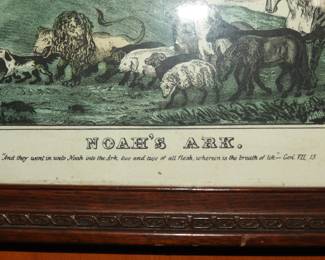 NOAH'S ARK.
"And they went in unto Noah into the Ark, two and two of all flesh, wherein is the breath of life."— Gen. VII, 15